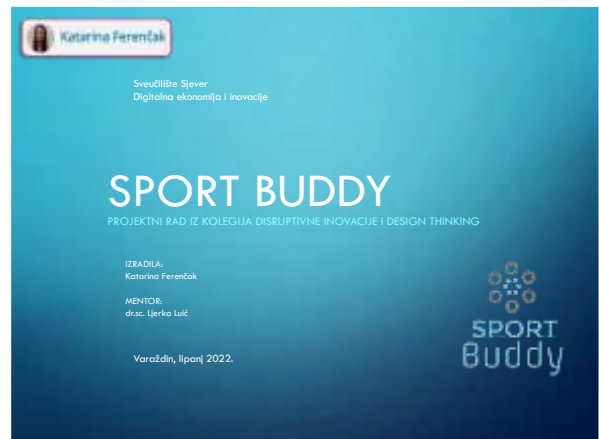 Katarina Ferenčak
Sveučilište Sjever
Digitalna ekonomija i inovacije
SPORT BUDDY
PROJEKTNI RAD IZ KOLEGIJA DISRUPTIVNE INOVACIJE I DESIGN THINKING
IZRADILA:
Katarina Ferenčak
MENTOR:
dr.sc. Ljerka Luić
Varaždin, lipanj 2022.
SPORT
Buddy